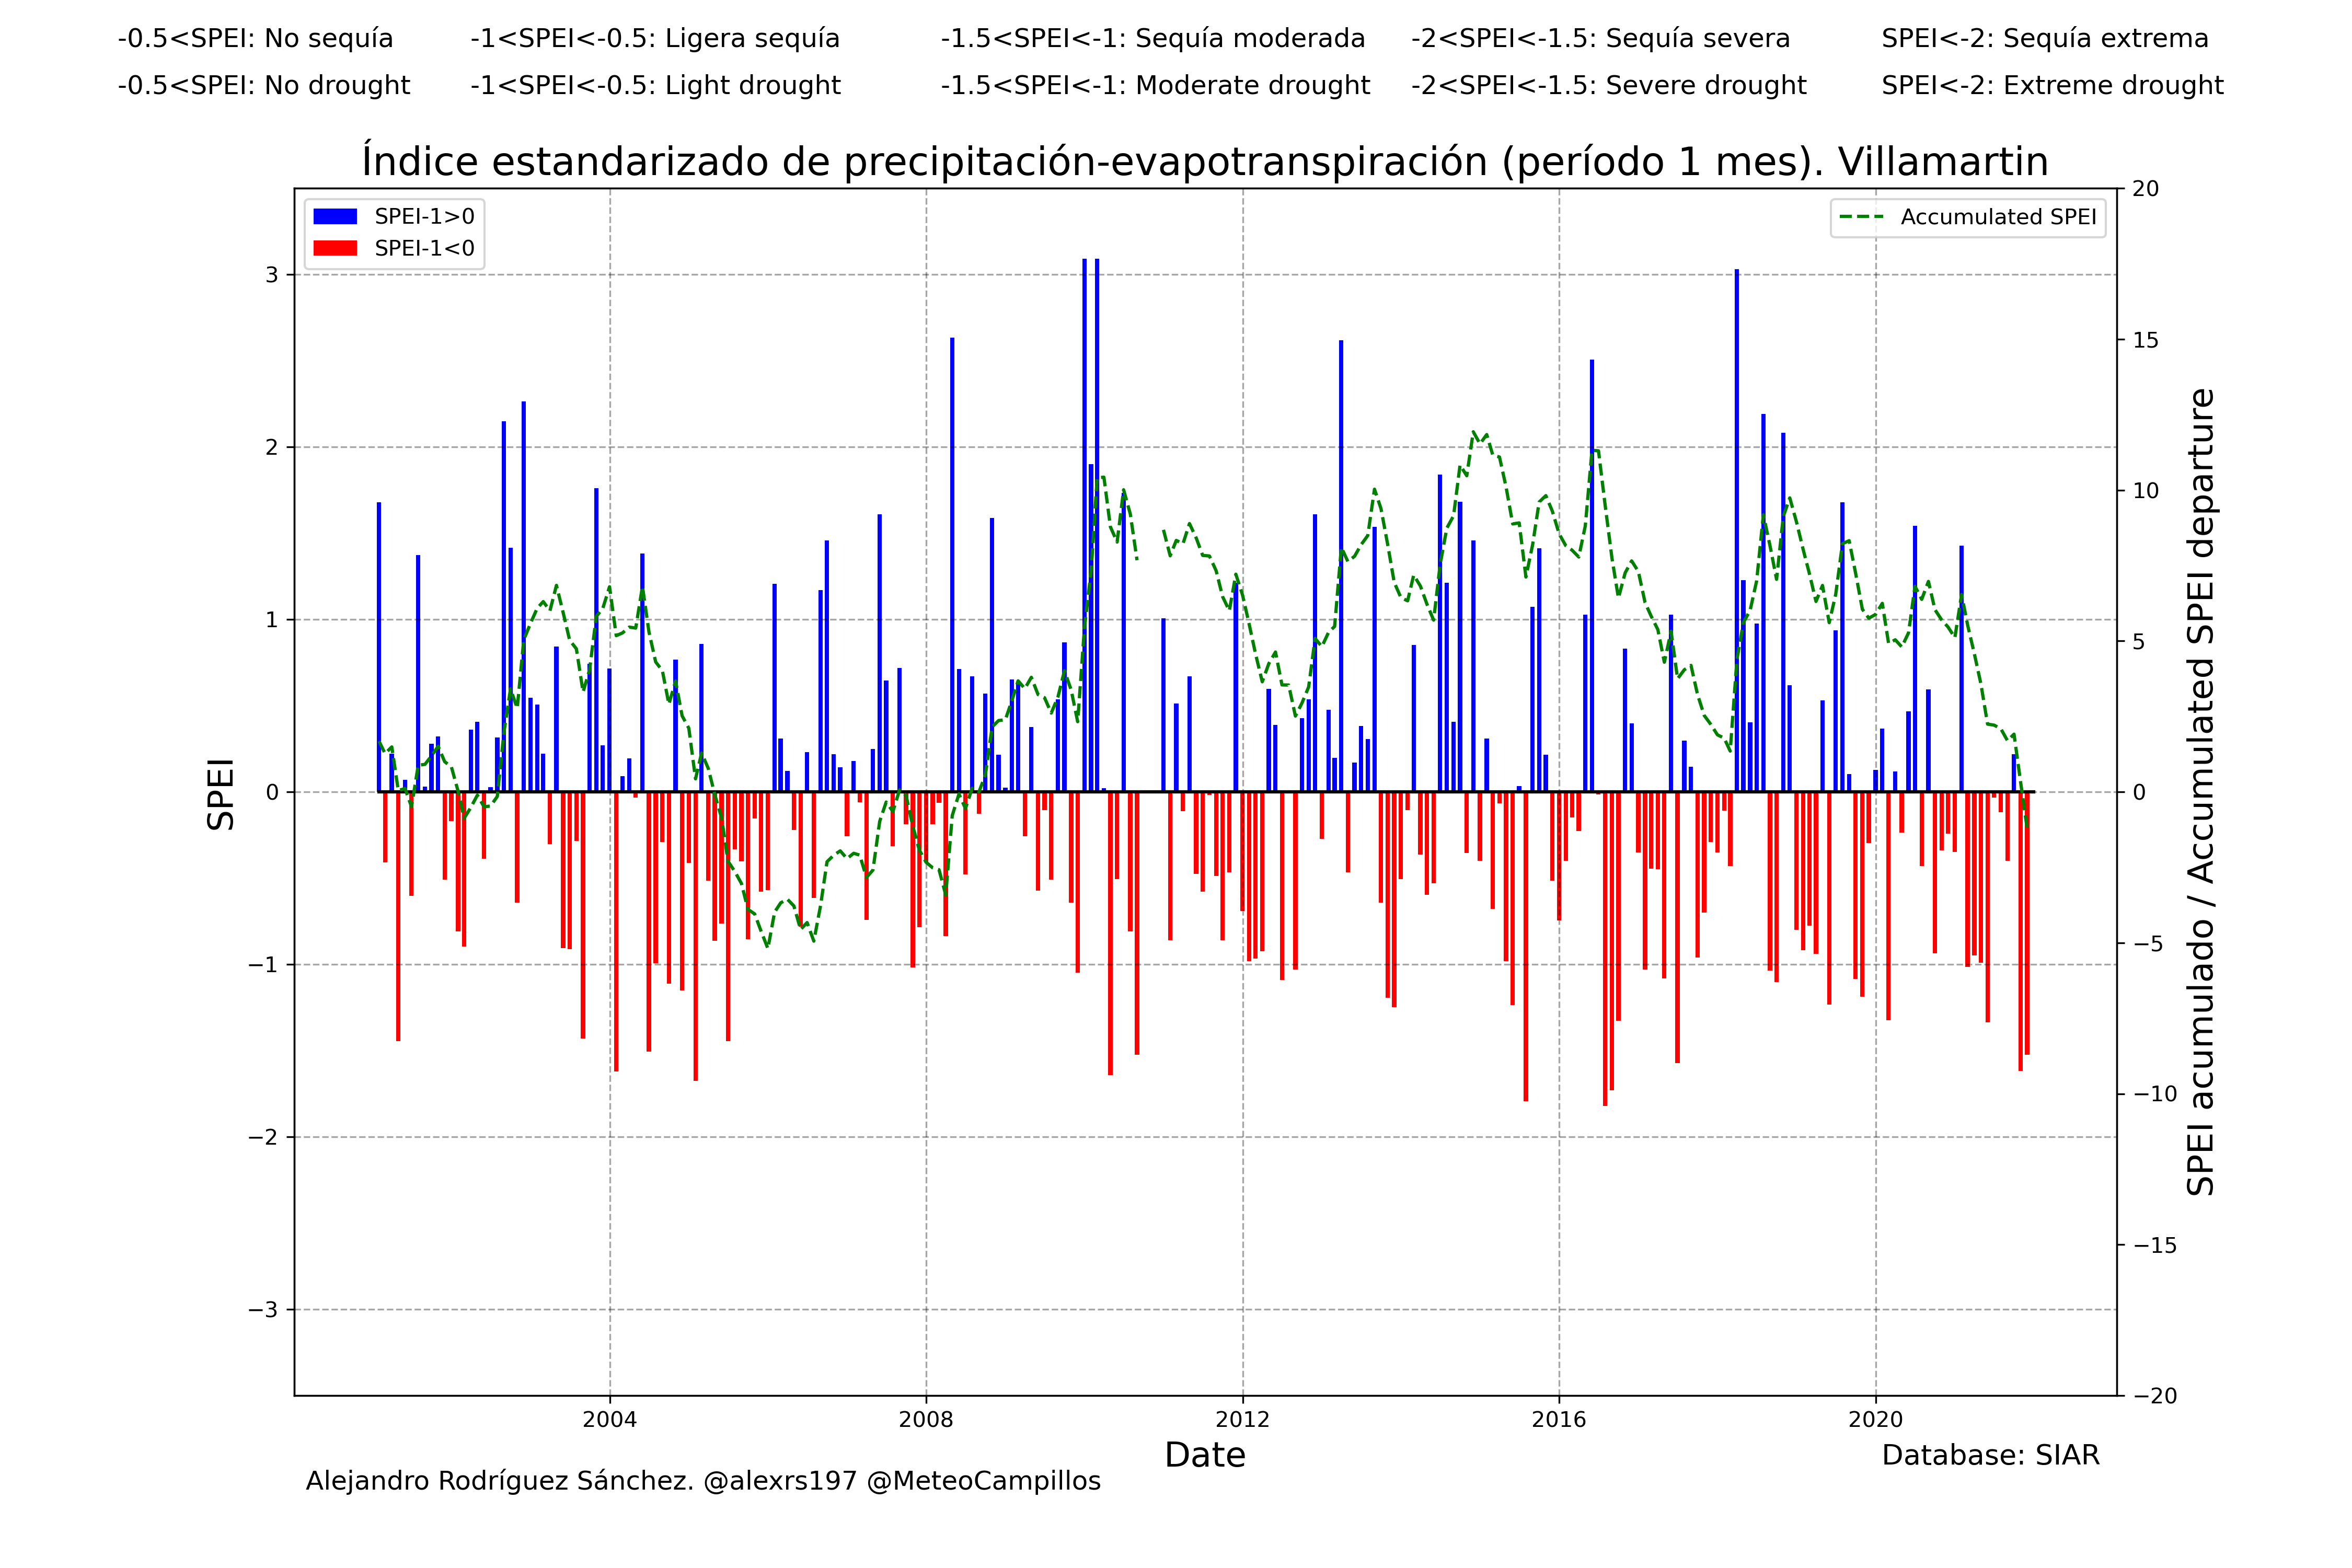 -0.5<SPEI: No sequía -1<SPEI<-0.5: Ligera sequía -1.5<SPEI<-1: Sequía moderada -2<SPEI<-1.5: Sequía severa SPEI<-2: Sequía extrema
-0.5<SPEI: No drought -1<SPEI<-0.5: Light drought -1.5<SPEI<-1: Moderate drought -2<SPEI<-1.5: Severe drought SPEI<-2: Extreme drought
Índice estandarizado de precipitación-evapotranspiración (período 1 mes). Villamartin
SPEI-1>0
SPEI-1<0
Accumulated SPEI
SPEI
3
2
1
0
−1
−2
−3
20
15
10
5
0
−5
−10
−15
−20
SPEI acumulado / Accumulated SPEI departure
2004 2008 2012 2016 2020
Date
Database: SIAR
Alejandro Rodríguez Sánchez. @alexrs197 @MeteoCampillos